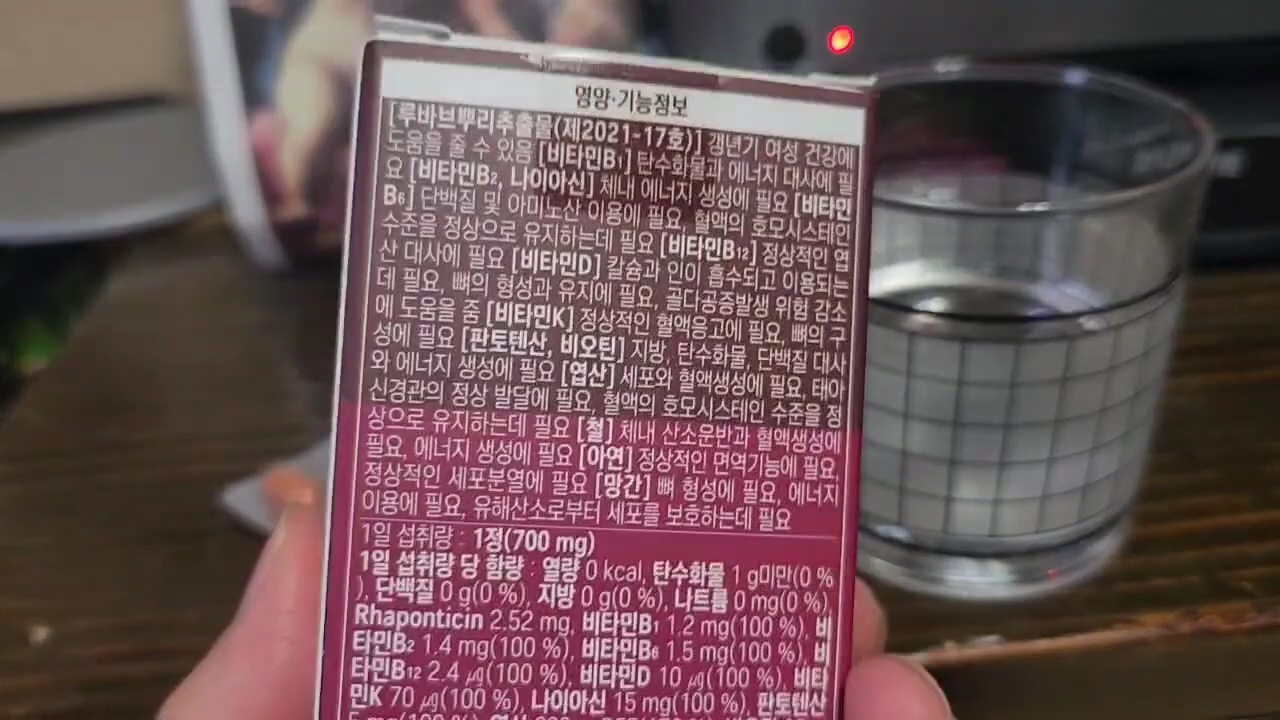 영양·기능정보
[루바브뿌리추출물(제2021-17호)] 갱년기 여성 건강에
도움을 줄 수 있음 [비타민B₁] 탄수화물과 에너지 대사에 필
요 [비타민B₂, 나이아신] 체내 에너지 생성에 필요 [비타민
B₆] 단백질 및 아미노산 이용에 필요, 혈액의 호모시스테인
수준을 정상으로 유지하는데 필요 [비타민B₁₂] 정상적인 엽
산 대사에 필요 [비타민D] 칼슘과 인이 흡수되고 이용되는
데 필요, 뼈의 형성과 유지에 필요, 골다공증발생 위험 감소
에 도움을 줌 [비타민K] 정상적인 혈액응고에 필요, 뼈의 구
성에 필요 [판토텐산, 비오틴] 지방, 탄수화물, 단백질 대사
와 에너지 생성에 필요 [엽산] 세포와 혈액생성에 필요, 태아
신경관의 정상 발달에 필요, 혈액의 호모시스테인 수준을 정
상으로 유지하는데 필요 [철] 체내 산소운반과 혈액생성에
필요, 에너지 생성에 필요 [아연] 정상적인 면역기능에 필요,
정상적인 세포분열에 필요 [망간] 뼈 형성에 필요, 에너지
이용에 필요, 유해산소로부터 세포를 보호하는데 필요
1일 섭취량 : 1정(700 mg)
1일 섭취량 당 함량 : 열량 0 kcal, 탄수화물 1 g미만(0 %
), 단백질 0 g(0 %), 지방 0 g(0 %), 나트륨 0 mg(0 %),
Rhaponticin 2.52 mg, 비타민B₁ 1.2 mg(100 %), 비
타민B₂ 1.4 mg(100 %), 비타민B₆ 1.5 mg(100 %), 비
타민B₁₂ 2.4 ㎍(100 %), 비타민D 10 ㎍(100 %), 비타
민K 70 ㎍(100 %), 나이아신 15 mg(100 %), 판토텐산